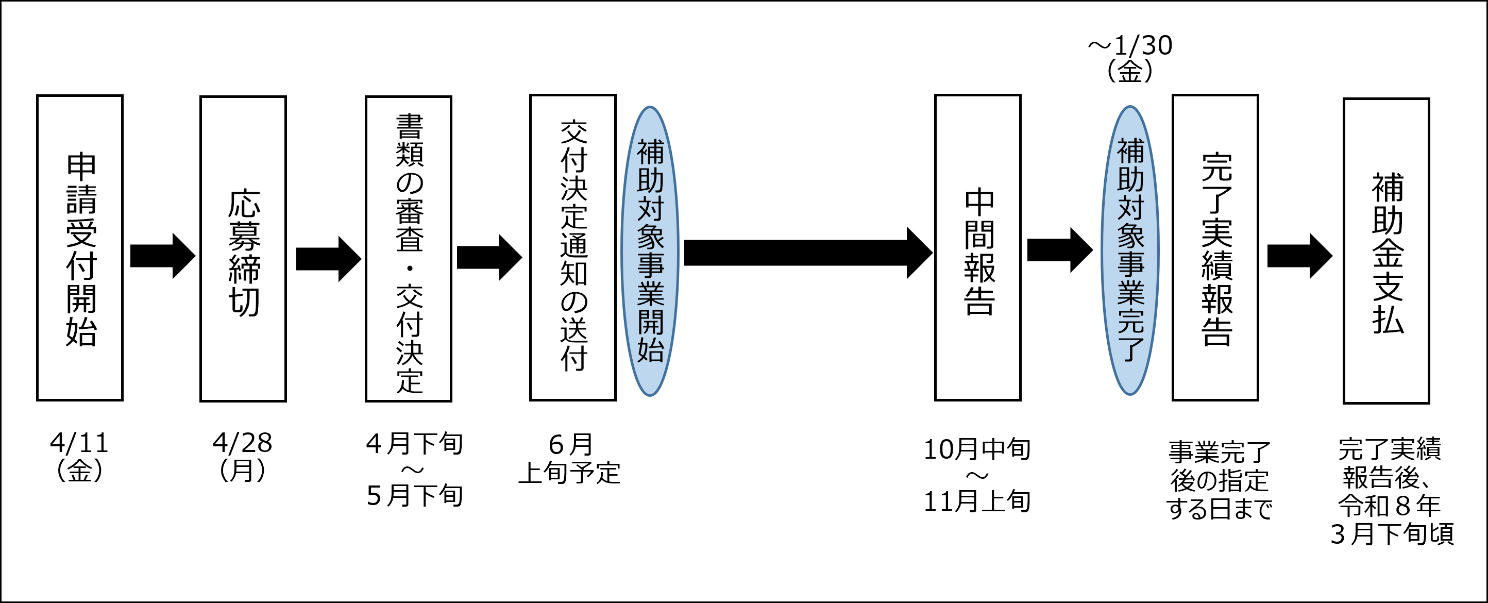 申請受付開始
4/11
（金）
応募締切
4/28
（月）
書類の審査・交付決定
４月下旬
～
５月下旬
交付決定通知の送付
６月
上旬予定
補助対象事業開始
中間報告
10月中旬
～
11月上旬
～1/30
（金）
補助対象事業完了
完了実績報告
事業完了
後の指定
する日まで
補助金支払
完了実績
報告後、
令和８年
３月下旬頃